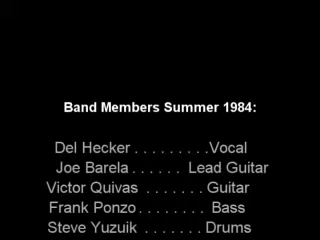 Band Members Summer 1984:
Del Hecker . . . . . . . . .Vocal
Joe Barela . . . . . . Lead Guitar
Victor Quivas . . . . . . . Guitar
Frank Ponzo . . . . . . . . Bass
Steve Yuzuik . . . . . . . Drums